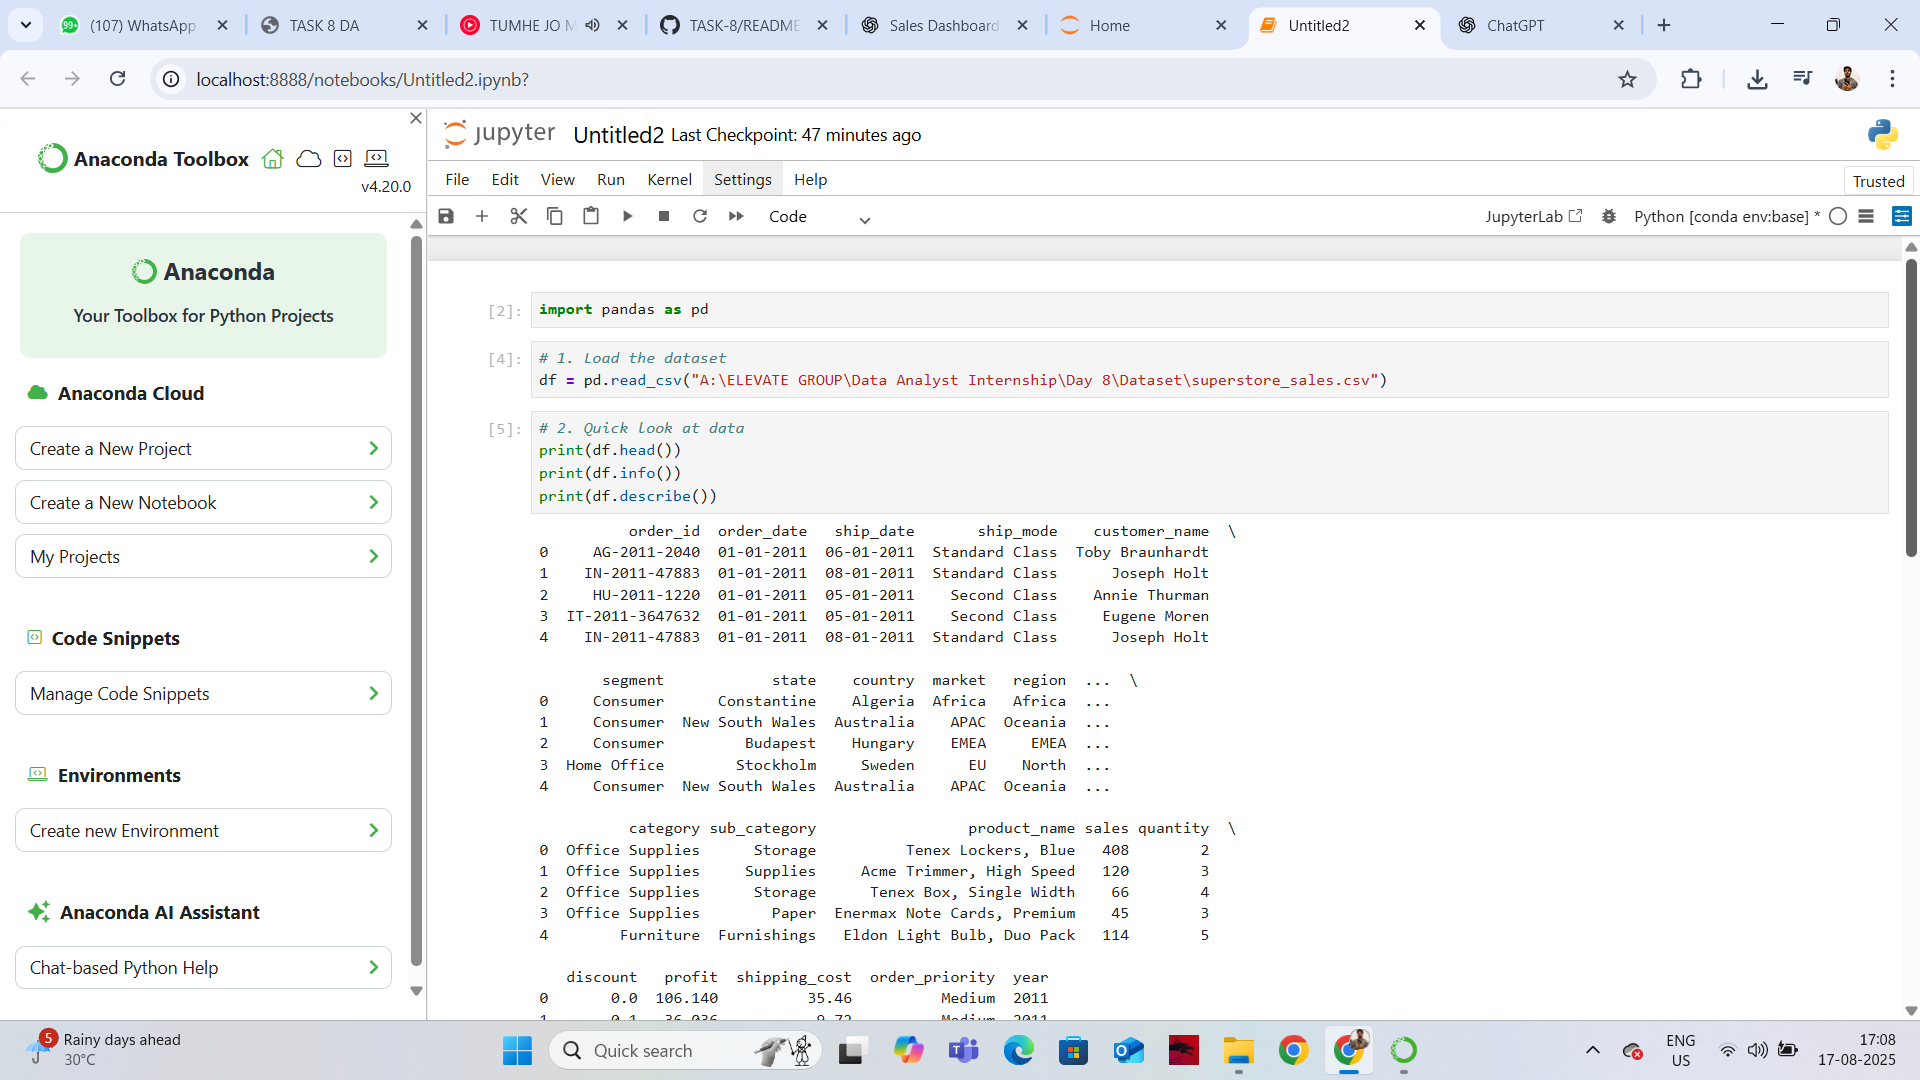 (107) WhatsApp
TASK 8 DA
TUMHE JO M
TASK-8/README
Sales Dashboard
Home
Untitled2
ChatGPT
localhost:8888/notebooks/Untitled2.ipynb?
Anaconda Toolbox
v4.20.0
Anaconda
Your Toolbox for Python Projects
Anaconda Cloud
Create a New Project
Create a New Notebook
My Projects
Code Snippets
Manage Code Snippets
Environments
Create new Environment
Anaconda AI Assistant
Chat-based Python Help
jupyter Untitled2 Last Checkpoint: 47 minutes ago
File Edit View Run Kernel Settings Help
Trusted
Code
JupyterLab
Python [conda env:base] *
[2]: import pandas as pd
[4]: # 1. Load the dataset
df = pd.read_csv("A:\ELEVATE GROUP\Data Analyst Internship\Day 8\Dataset\superstore_sales.csv")
[5]: # 2. Quick look at data
print(df.head())
print(df.info())
print(df.describe())
order_id order_date ship_date ship_mode customer_name \
0 AG-2011-2040 01-01-2011 06-01-2011 Standard Class Toby Braunhardt
1 IN-2011-47883 01-01-2011 08-01-2011 Standard Class Joseph Holt
2 HU-2011-1220 01-01-2011 05-01-2011 Second Class Annie Thurman
3 IT-2011-3647632 01-01-2011 05-01-2011 Second Class Eugene Moren
4 IN-2011-47883 01-01-2011 08-01-2011 Standard Class Joseph Holt
segment state country market region ... \
0 Consumer Constantine Algeria Africa Africa ...
1 Consumer New South Wales Australia APAC Oceania ...
2 Consumer Budapest Hungary EMEA EMEA ...
3 Home Office Stockholm Sweden EU North ...
4 Consumer New South Wales Australia APAC Oceania ...
category sub_category product_name sales quantity \
0 Office Supplies Storage Tenex Lockers, Blue 408 2
1 Office Supplies Supplies Acme Trimmer, High Speed 120 3
2 Office Supplies Storage Tenex Box, Single Width 66 4
3 Office Supplies Paper Enermax Note Cards, Premium 45 3
4 Furniture Furnishings Eldon Light Bulb, Duo Pack 114 5
discount profit shipping_cost order_priority year
0 0.0 106.140 35.46 Medium 2011
1 0.1 36.036 9.72 Medium 2011
5
Rainy days ahead
30°C
Quick search
ENG
US
17:08
17-08-2025